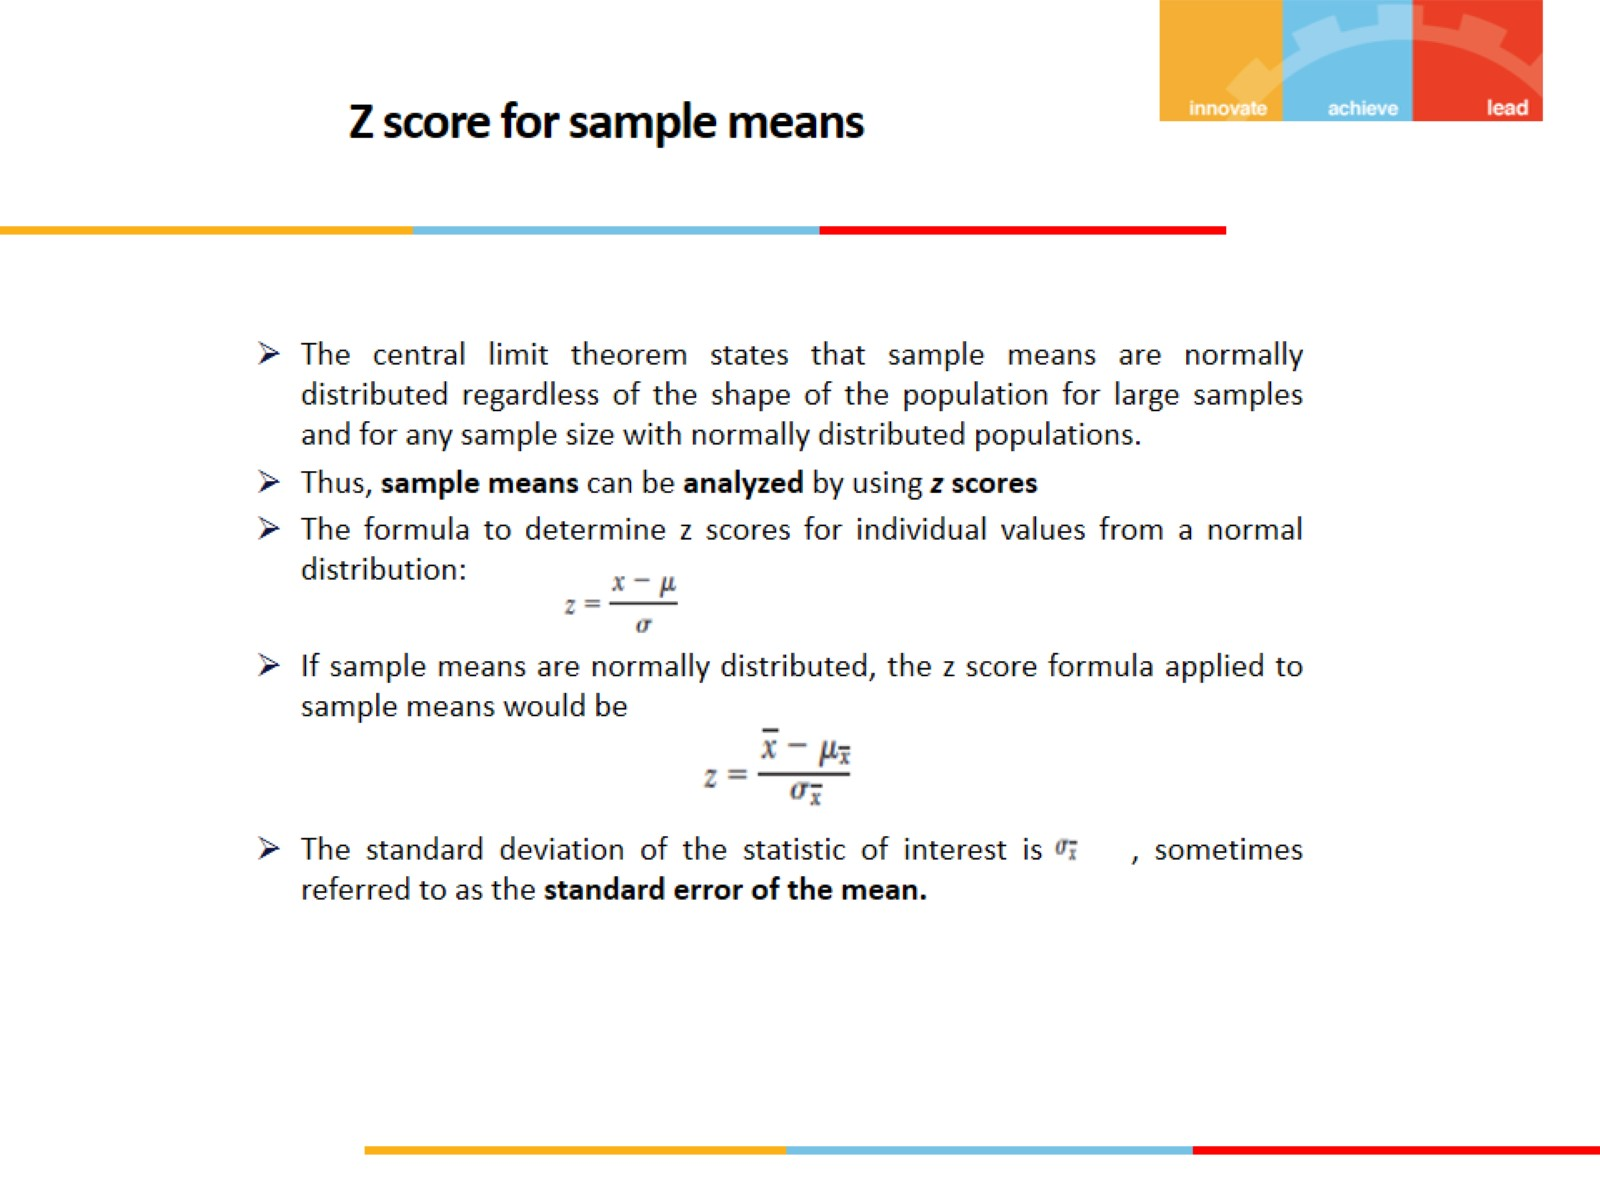 innovate achieve lead
Z score for sample means
➢ The central limit theorem states that sample means are normally
distributed regardless of the shape of the population for large samples
and for any sample size with normally distributed populations.
➢ Thus, sample means can be analyzed by using z scores
➢ The formula to determine z scores for individual values from a normal
distribution:
z = (x − μ) / σ
➢ If sample means are normally distributed, the z score formula applied to
sample means would be
z = (x̄ − μx̄) / σx̄
➢ The standard deviation of the statistic of interest is σx̄ , sometimes
referred to as the standard error of the mean.